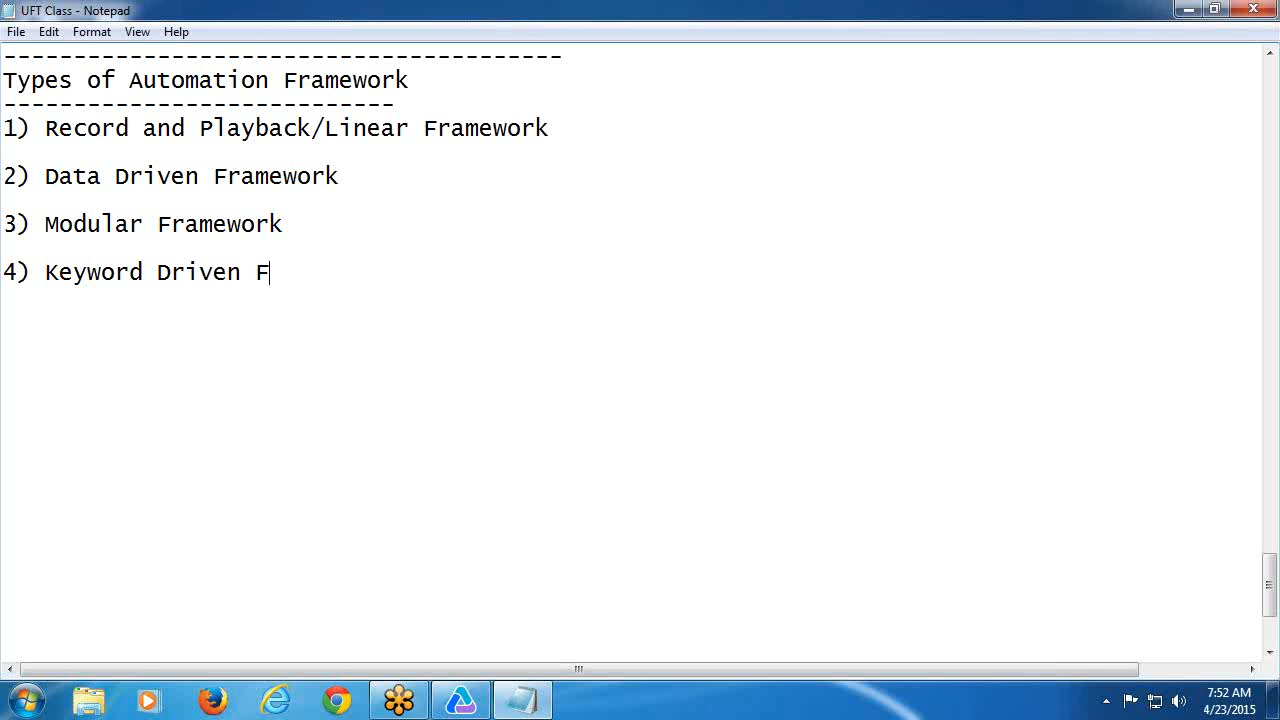 UFT Class - Notepad
File Edit Format View Help
-----------------------------------------
Types of Automation Framework
----------------------------
1) Record and Playback/Linear Framework
2) Data Driven Framework
3) Modular Framework
4) Keyword Driven F
7:52 AM
4/23/2015